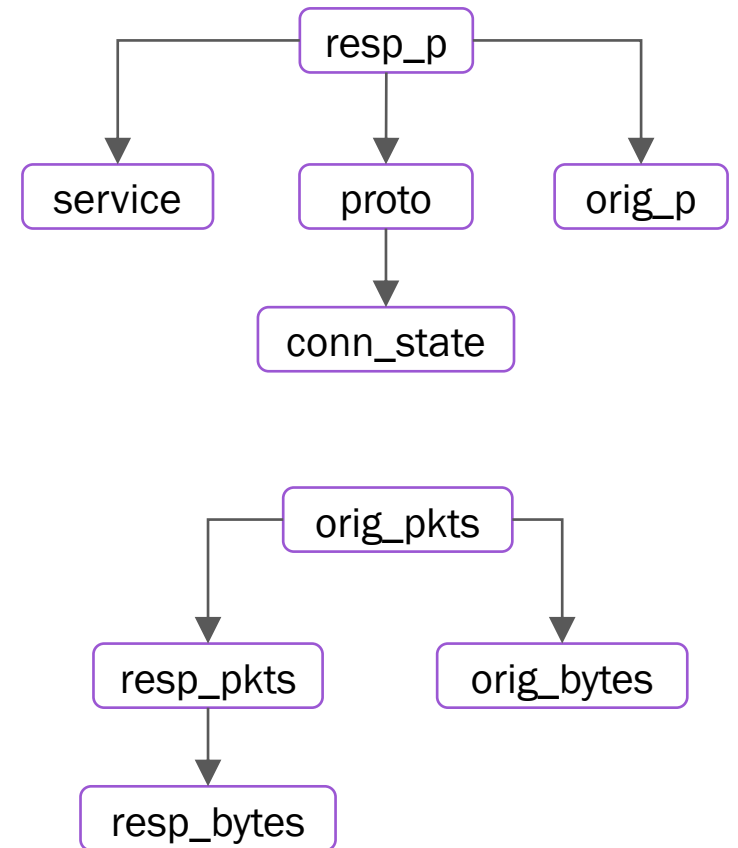 resp_p
service
proto
orig_p
conn_state
orig_pkts
resp_pkts
orig_bytes
resp_bytes